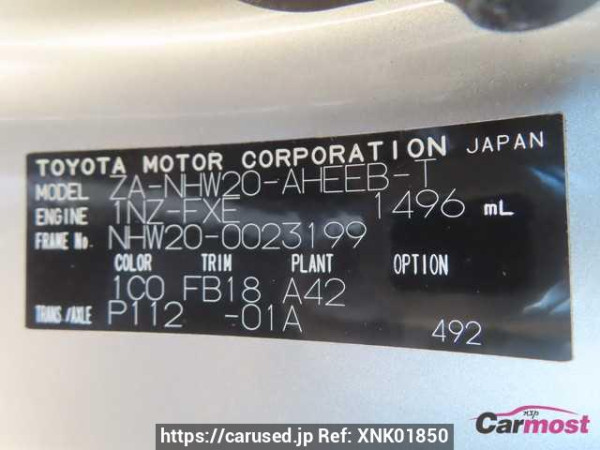 TOYOTA MOTOR CORPORATION JAPAN
MODEL ZA-NHW20-AHEEB-T
ENGINE 1NZ-FXE 1496 mL
FRAME No. NHW20-0023199
COLOR TRIM PLANT OPTION
1C0 FB18 A42
TRANS./AXLE P112 -01A 492
Carmost
https://carused.jp Ref: XNK01850